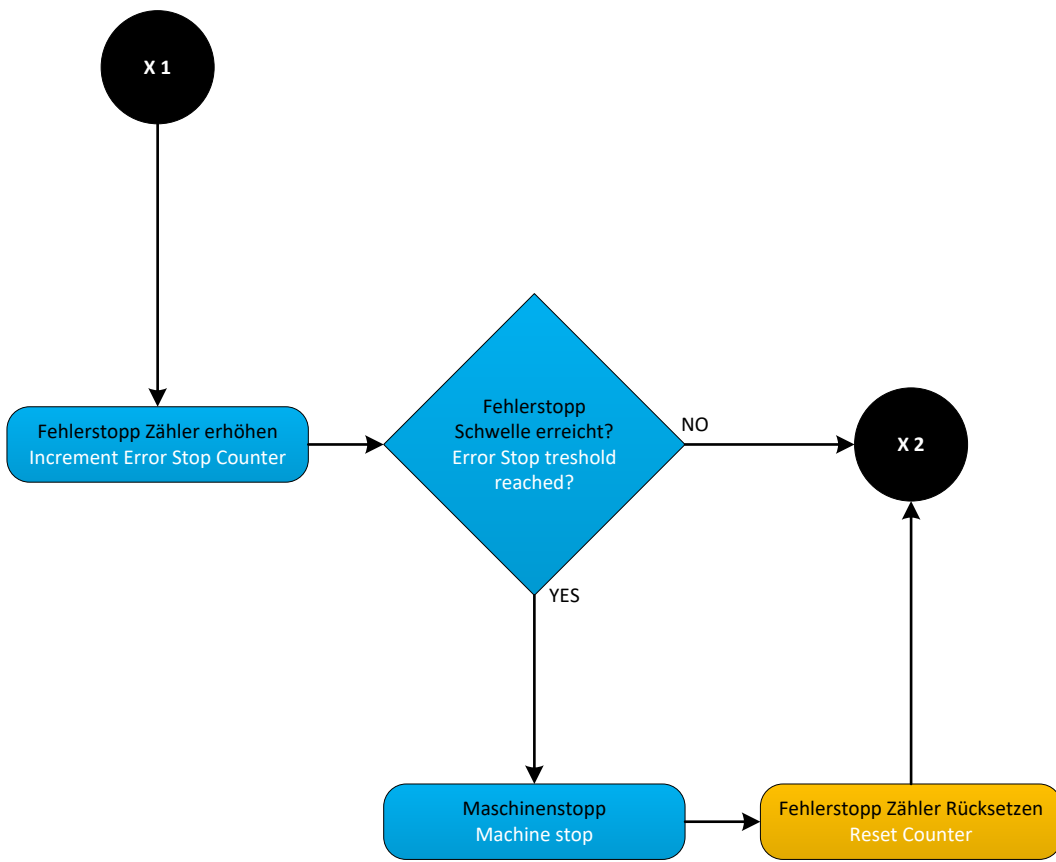 X 1
Fehlerstopp Zähler erhöhen
Increment Error Stop Counter
Fehlerstopp
Schwelle erreicht?
Error Stop treshold
reached?
NO
X 2
YES
Maschinenstopp
Machine stop
Fehlerstopp Zähler Rücksetzen
Reset Counter